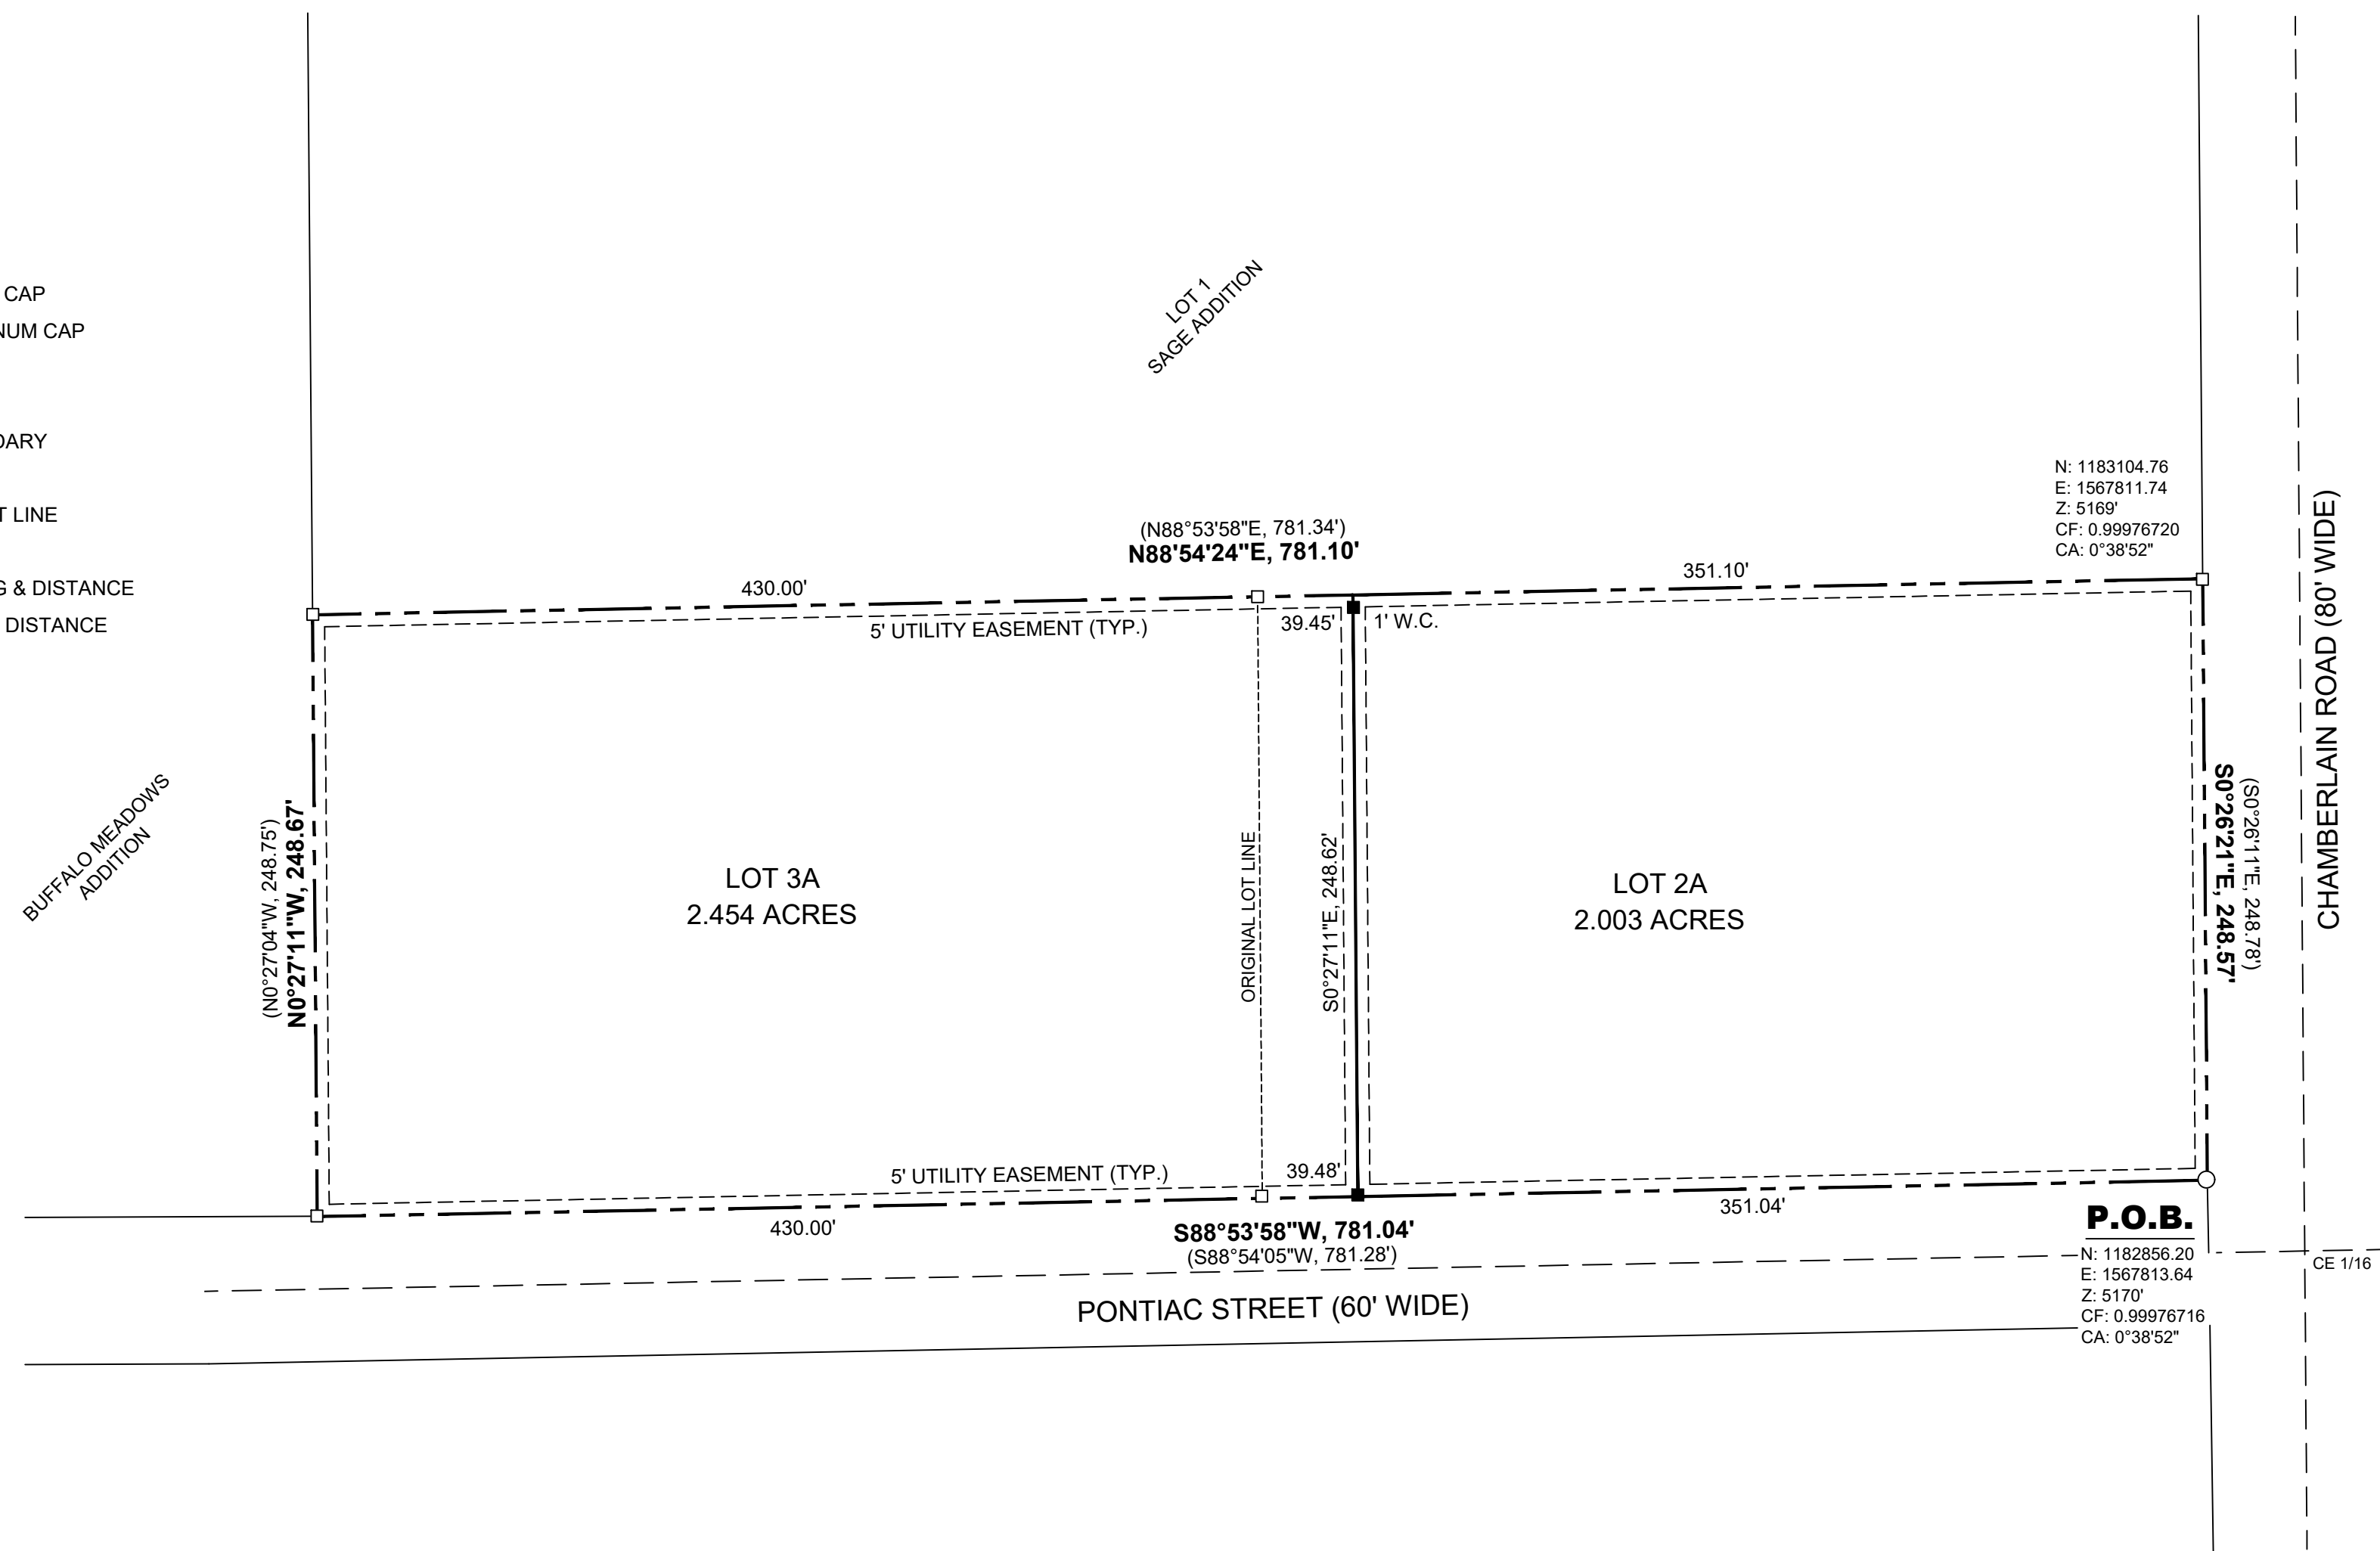 CAP
NUM CAP
DARY
T LINE
G & DISTANCE
DISTANCE
LOT 1
SAGE ADDITION
N: 1183104.76
E: 1567811.74
Z: 5169'
CF: 0.99976720
CA: 0°38'52"
(N88°53'58"E, 781.34')
N88'54'24"E, 781.10'
430.00'
351.10'
5' UTILITY EASEMENT (TYP.)
39.45'
1' W.C.
BUFFALO MEADOWS
ADDITION
(N0°27'04"W, 248.75')
N0°27'11"W, 248.67'
LOT 3A
2.454 ACRES
ORIGINAL LOT LINE
S0°27'11"E, 248.62'
LOT 2A
2.003 ACRES
S0°26'21"E, 248.57'
(S0°26'11"E, 248.78')
CHAMBERLAIN ROAD (80' WIDE)
5' UTILITY EASEMENT (TYP.)
39.48'
430.00'
351.04'
S88°53'58"W, 781.04'
(S88°54'05"W, 781.28')
P.O.B.
N: 1182856.20
E: 1567813.64
Z: 5170'
CF: 0.99976716
CA: 0°38'52"
CE 1/16
PONTIAC STREET (60' WIDE)